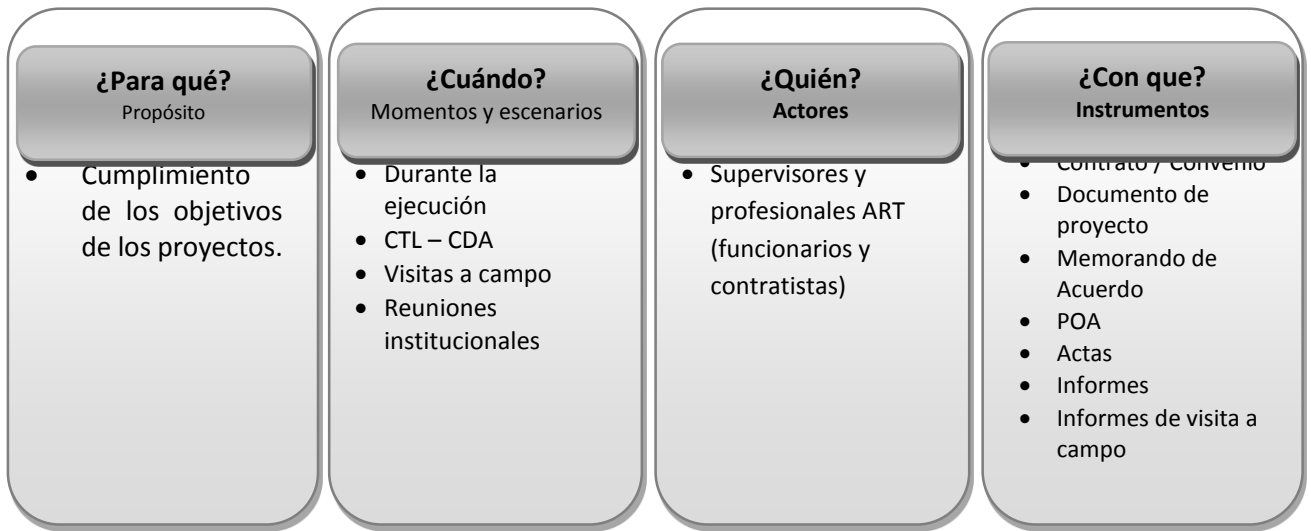 ¿Para qué?
Propósito
• Cumplimiento
de los objetivos
de los proyectos.
¿Cuándo?
Momentos y escenarios
• Durante la
ejecución
• CTL – CDA
• Visitas a campo
• Reuniones
institucionales
¿Quién?
Actores
• Supervisores y
profesionales ART
(funcionarios y
contratistas)
¿Con que?
Instrumentos
• Contrato / Convenio
• Documento de
proyecto
• Memorando de
Acuerdo
• POA
• Actas
• Informes
• Informes de visita a
campo